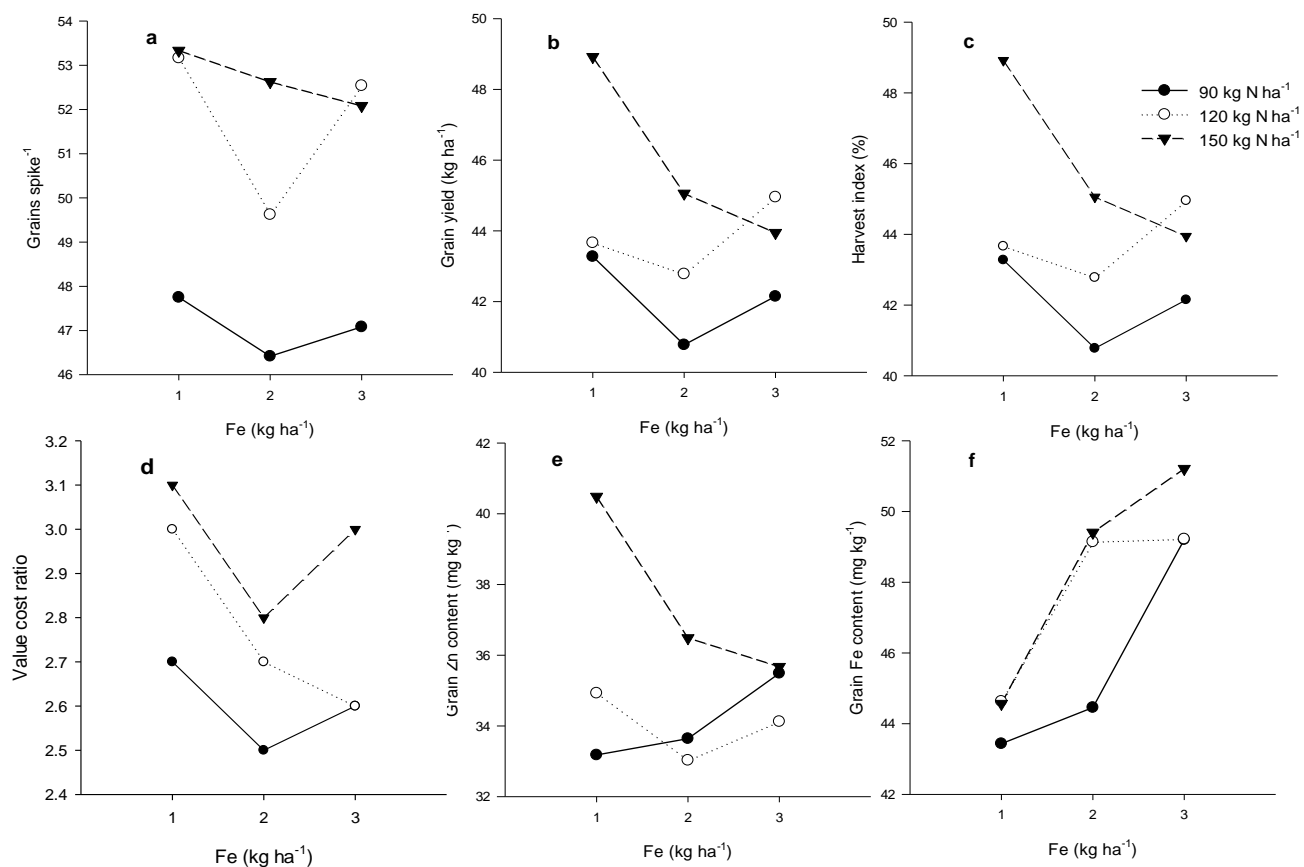 a
54
53
52
51
50
49
48
47
46
Grains spike⁻¹
1
2
3
Fe (kg ha⁻¹)
b
50
48
46
44
42
40
Grain yield (kg ha⁻¹)
1
2
3
Fe (kg ha⁻¹)
c
50
48
46
44
42
40
Harvest index (%)
1
2
3
Fe (kg ha⁻¹)
90 kg N ha⁻¹
120 kg N ha⁻¹
150 kg N ha⁻¹
d
3.2
3.1
3.0
2.9
2.8
2.7
2.6
2.5
2.4
Value cost ratio
1
2
3
Fe (kg ha⁻¹)
e
42
40
38
36
34
32
Grain Zn content (mg kg⁻¹)
1
2
3
Fe (kg ha⁻¹)
f
52
50
48
46
44
42
Grain Fe content (mg kg⁻¹)
1
2
3
Fe (kg ha⁻¹)